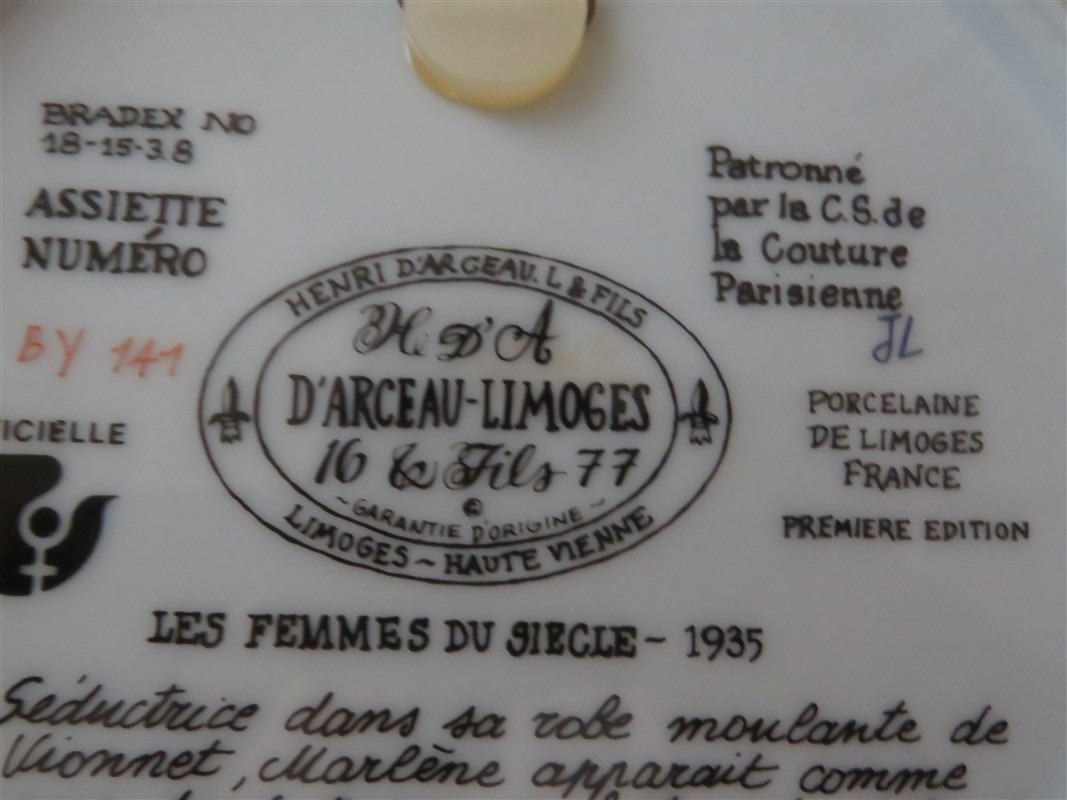 BRADEX NO
18-15-3.8
ASSIETTE
NUMÉRO
BY 141
ICIELLE
Patronné
par la C.S. de
la Couture
Parisienne
JL
HENRI D'ARCEAU. L & FILS
H. D'A
D'ARCEAU-LIMOGES
16 & Fils 77
©
~ GARANTIE D'ORIGINE ~
LIMOGES ~ HAUTE VIENNE
PORCELAINE
DE LIMOGES
FRANCE
PREMIERE EDITION
LES FEMMES DU SIECLE ~ 1935
Séductrice dans sa robe moulante de
Vionnet, Marlène apparait comme